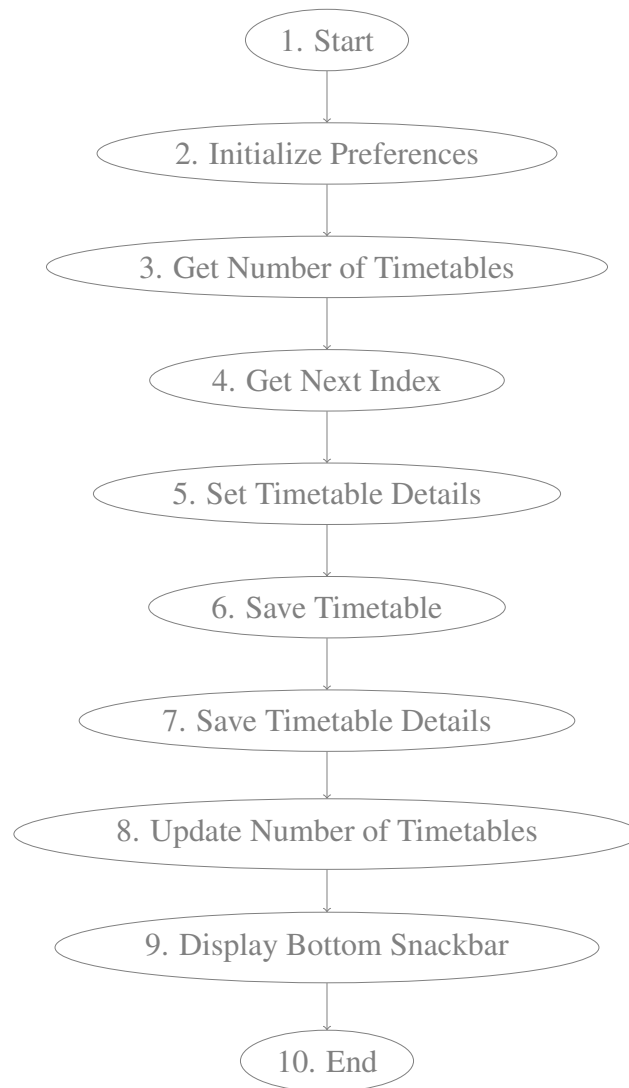 1. Start
2. Initialize Preferences
3. Get Number of Timetables
4. Get Next Index
5. Set Timetable Details
6. Save Timetable
7. Save Timetable Details
8. Update Number of Timetables
9. Display Bottom Snackbar
10. End